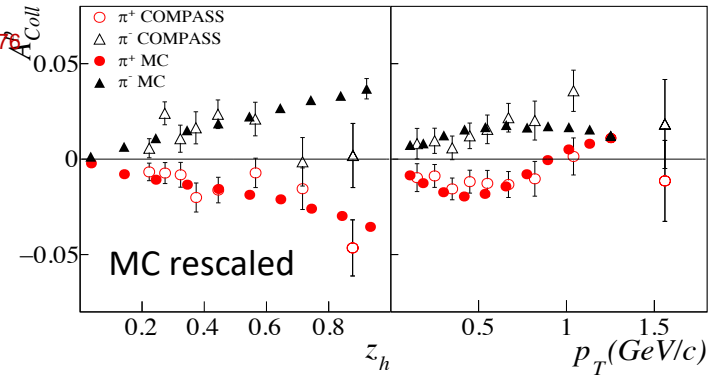 76
A_Coll^p
π⁺ COMPASS
π⁻ COMPASS
π⁺ MC
π⁻ MC
0.05
0
−0.05
MC rescaled
0.2 0.4 0.6 0.8
0.5 1 1.5
z_h
p_T (GeV/c)